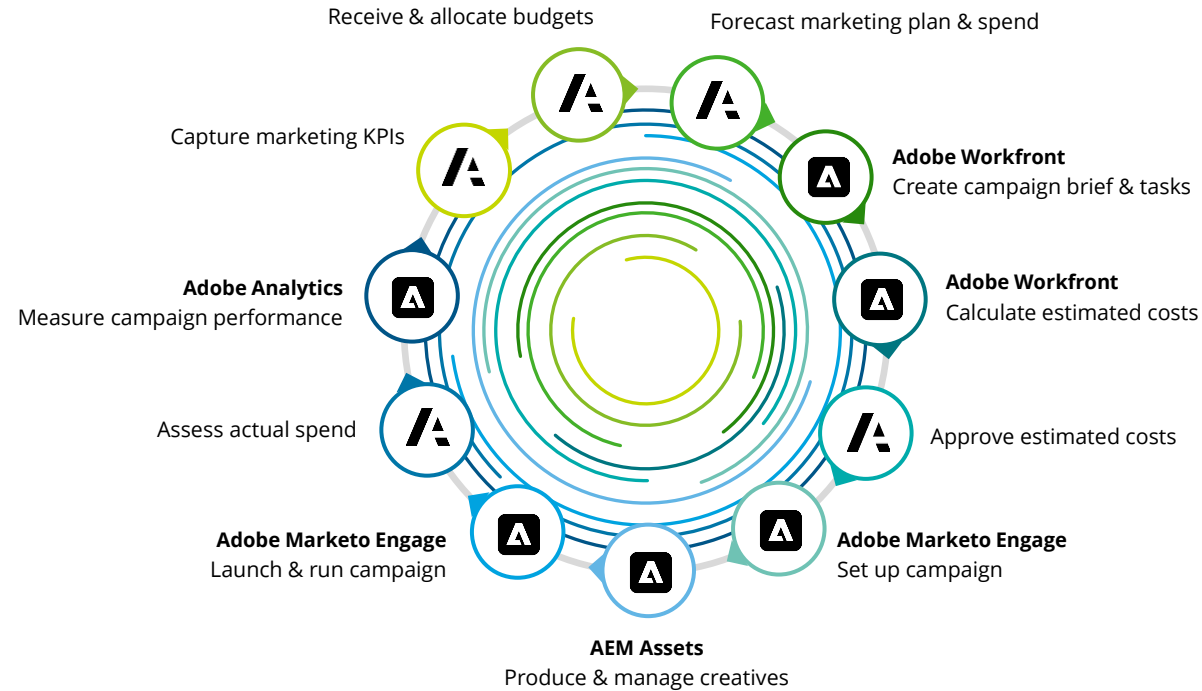 Receive & allocate budgets
Forecast marketing plan & spend
Adobe Workfront
Create campaign brief & tasks
Adobe Workfront
Calculate estimated costs
Approve estimated costs
Adobe Marketo Engage
Set up campaign
AEM Assets
Produce & manage creatives
Adobe Marketo Engage
Launch & run campaign
Assess actual spend
Adobe Analytics
Measure campaign performance
Capture marketing KPIs